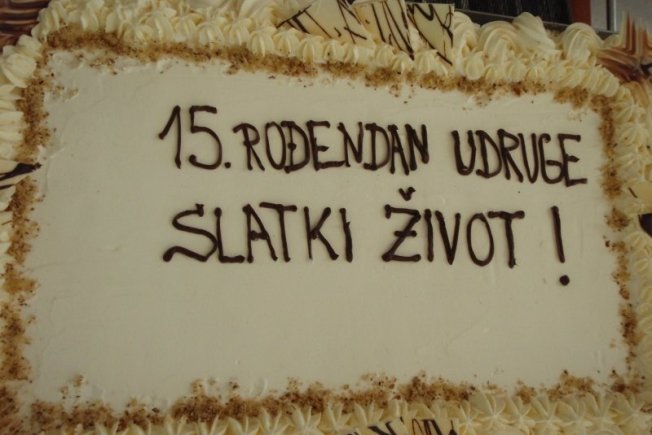 15. ROĐENDAN UDRUGE
SLATKI ŽIVOT!